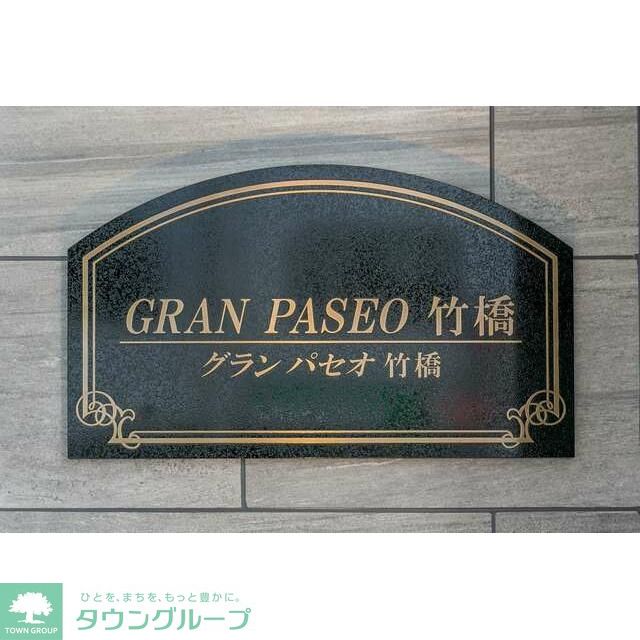 GRAN PASEO 竹橋
グラン パセオ 竹橋
ひとを、まちを、もっと豊かに。
タウングループ
TOWN GROUP